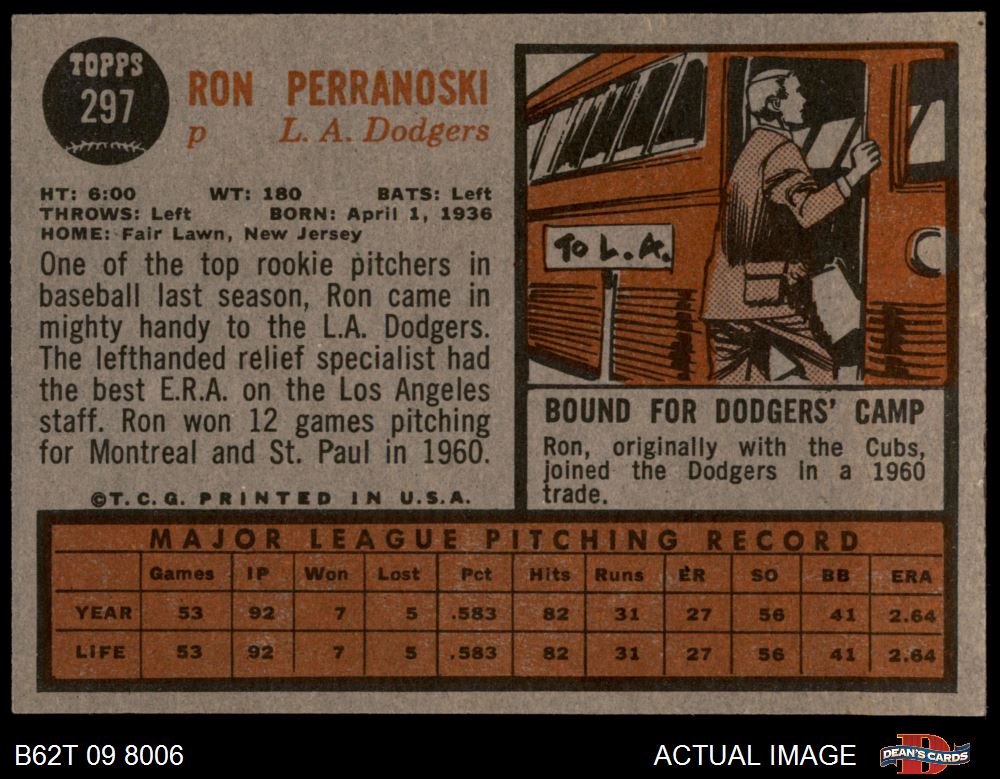 TOPPS
297
RON PERRANOSKI
p L. A. Dodgers
HT: 6:00 WT: 180 BATS: Left
THROWS: Left BORN: April 1, 1936
HOME: Fair Lawn, New Jersey
One of the top rookie pitchers in
baseball last season, Ron came in
mighty handy to the L.A. Dodgers.
The lefthanded relief specialist had
the best E.R.A. on the Los Angeles
staff. Ron won 12 games pitching
for Montreal and St. Paul in 1960.
©T.C.G. PRINTED IN U.S.A.
To L.A.
BOUND FOR DODGERS' CAMP
Ron, originally with the Cubs,
joined the Dodgers in a 1960
trade.
MAJOR LEAGUE PITCHING RECORD
Games IP Won Lost Pct Hits Runs ER SO BB ERA
YEAR 53 92 7 5 .583 82 31 27 56 41 2.64
LIFE 53 92 7 5 .583 82 31 27 56 41 2.64
B62T 09 8006 ACTUAL IMAGE DEAN'S CARDS